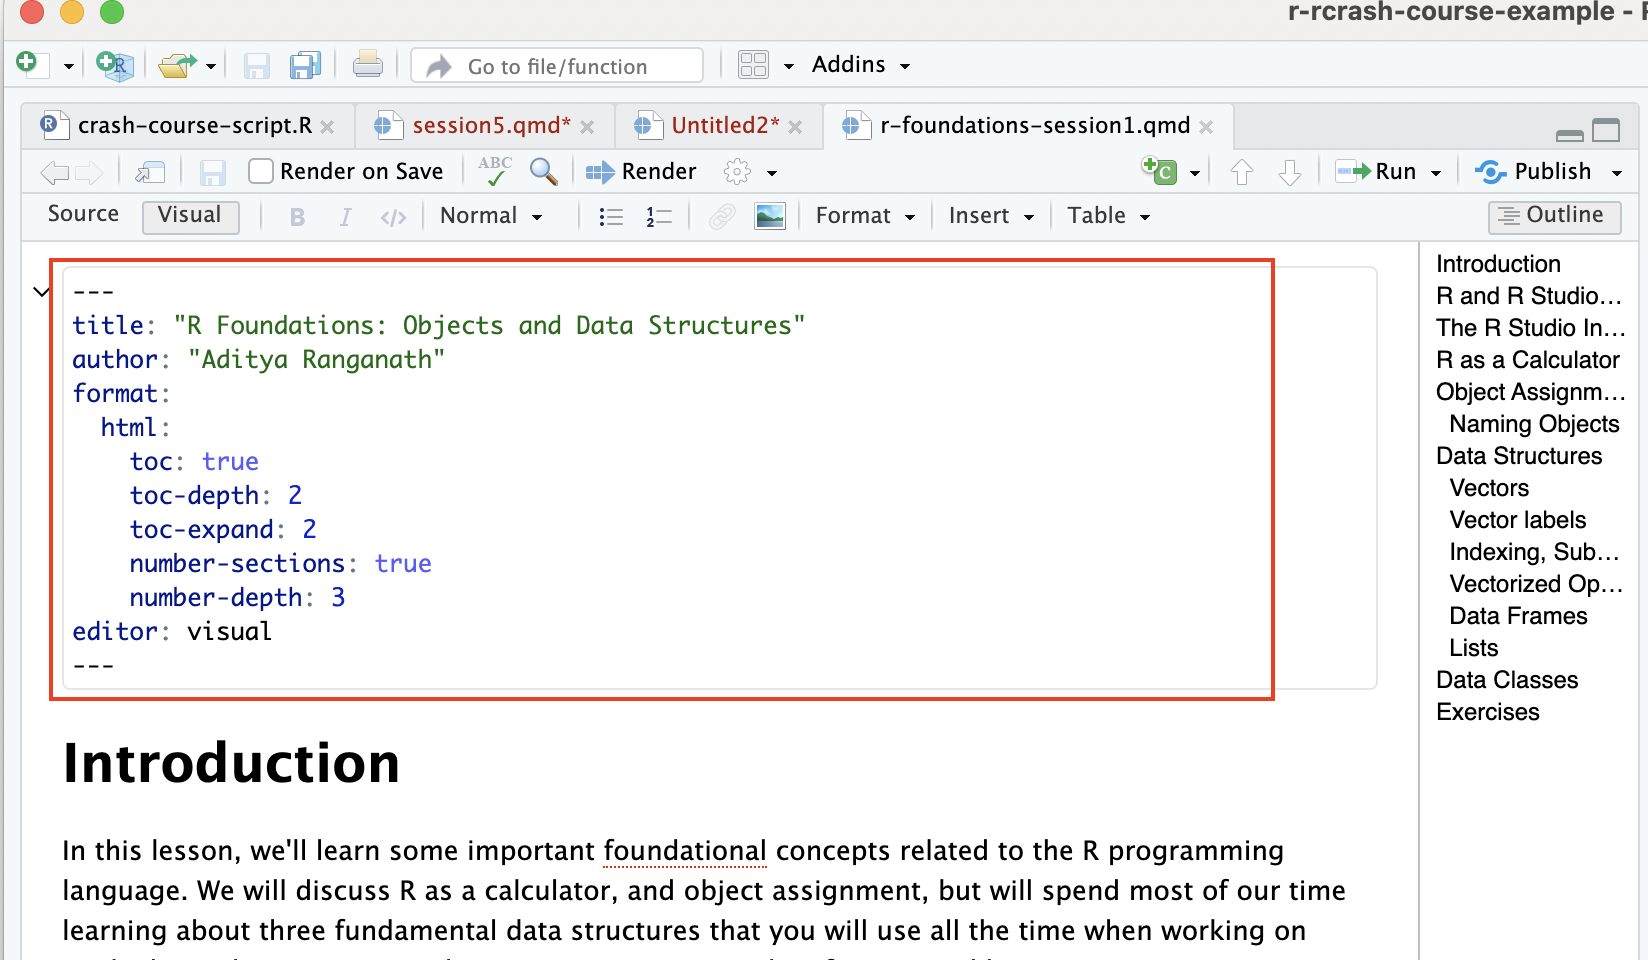 r-rcrash-course-example -
Go to file/function
Addins
crash-course-script.R
session5.qmd*
Untitled2*
r-foundations-session1.qmd
Render on Save
ABC
Render
Run
Publish
Source
Visual
B
I
</>
Normal
Format
Insert
Table
Outline
---
title: "R Foundations: Objects and Data Structures"
author: "Aditya Ranganath"
format:
html:
toc: true
toc-depth: 2
toc-expand: 2
number-sections: true
number-depth: 3
editor: visual
---
Introduction
In this lesson, we'll learn some important foundational concepts related to the R programming
language. We will discuss R as a calculator, and object assignment, but will spend most of our time
learning about three fundamental data structures that you will use all the time when working on
Introduction
R and R Studio...
The R Studio In...
R as a Calculator
Object Assignm...
Naming Objects
Data Structures
Vectors
Vector labels
Indexing, Sub...
Vectorized Op...
Data Frames
Lists
Data Classes
Exercises